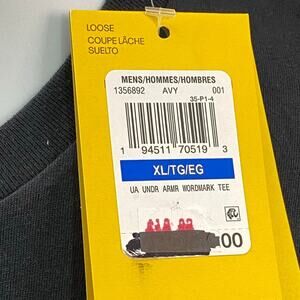 LOOSE
COUPE LÂCHE
SUELTO
MENS/HOMMES/HOMBRES
1356892 AVY 001
35-P1-4
1 94511 70519 3
XL/TG/EG
UA UNDR ARMR WORDMARK TEE
00